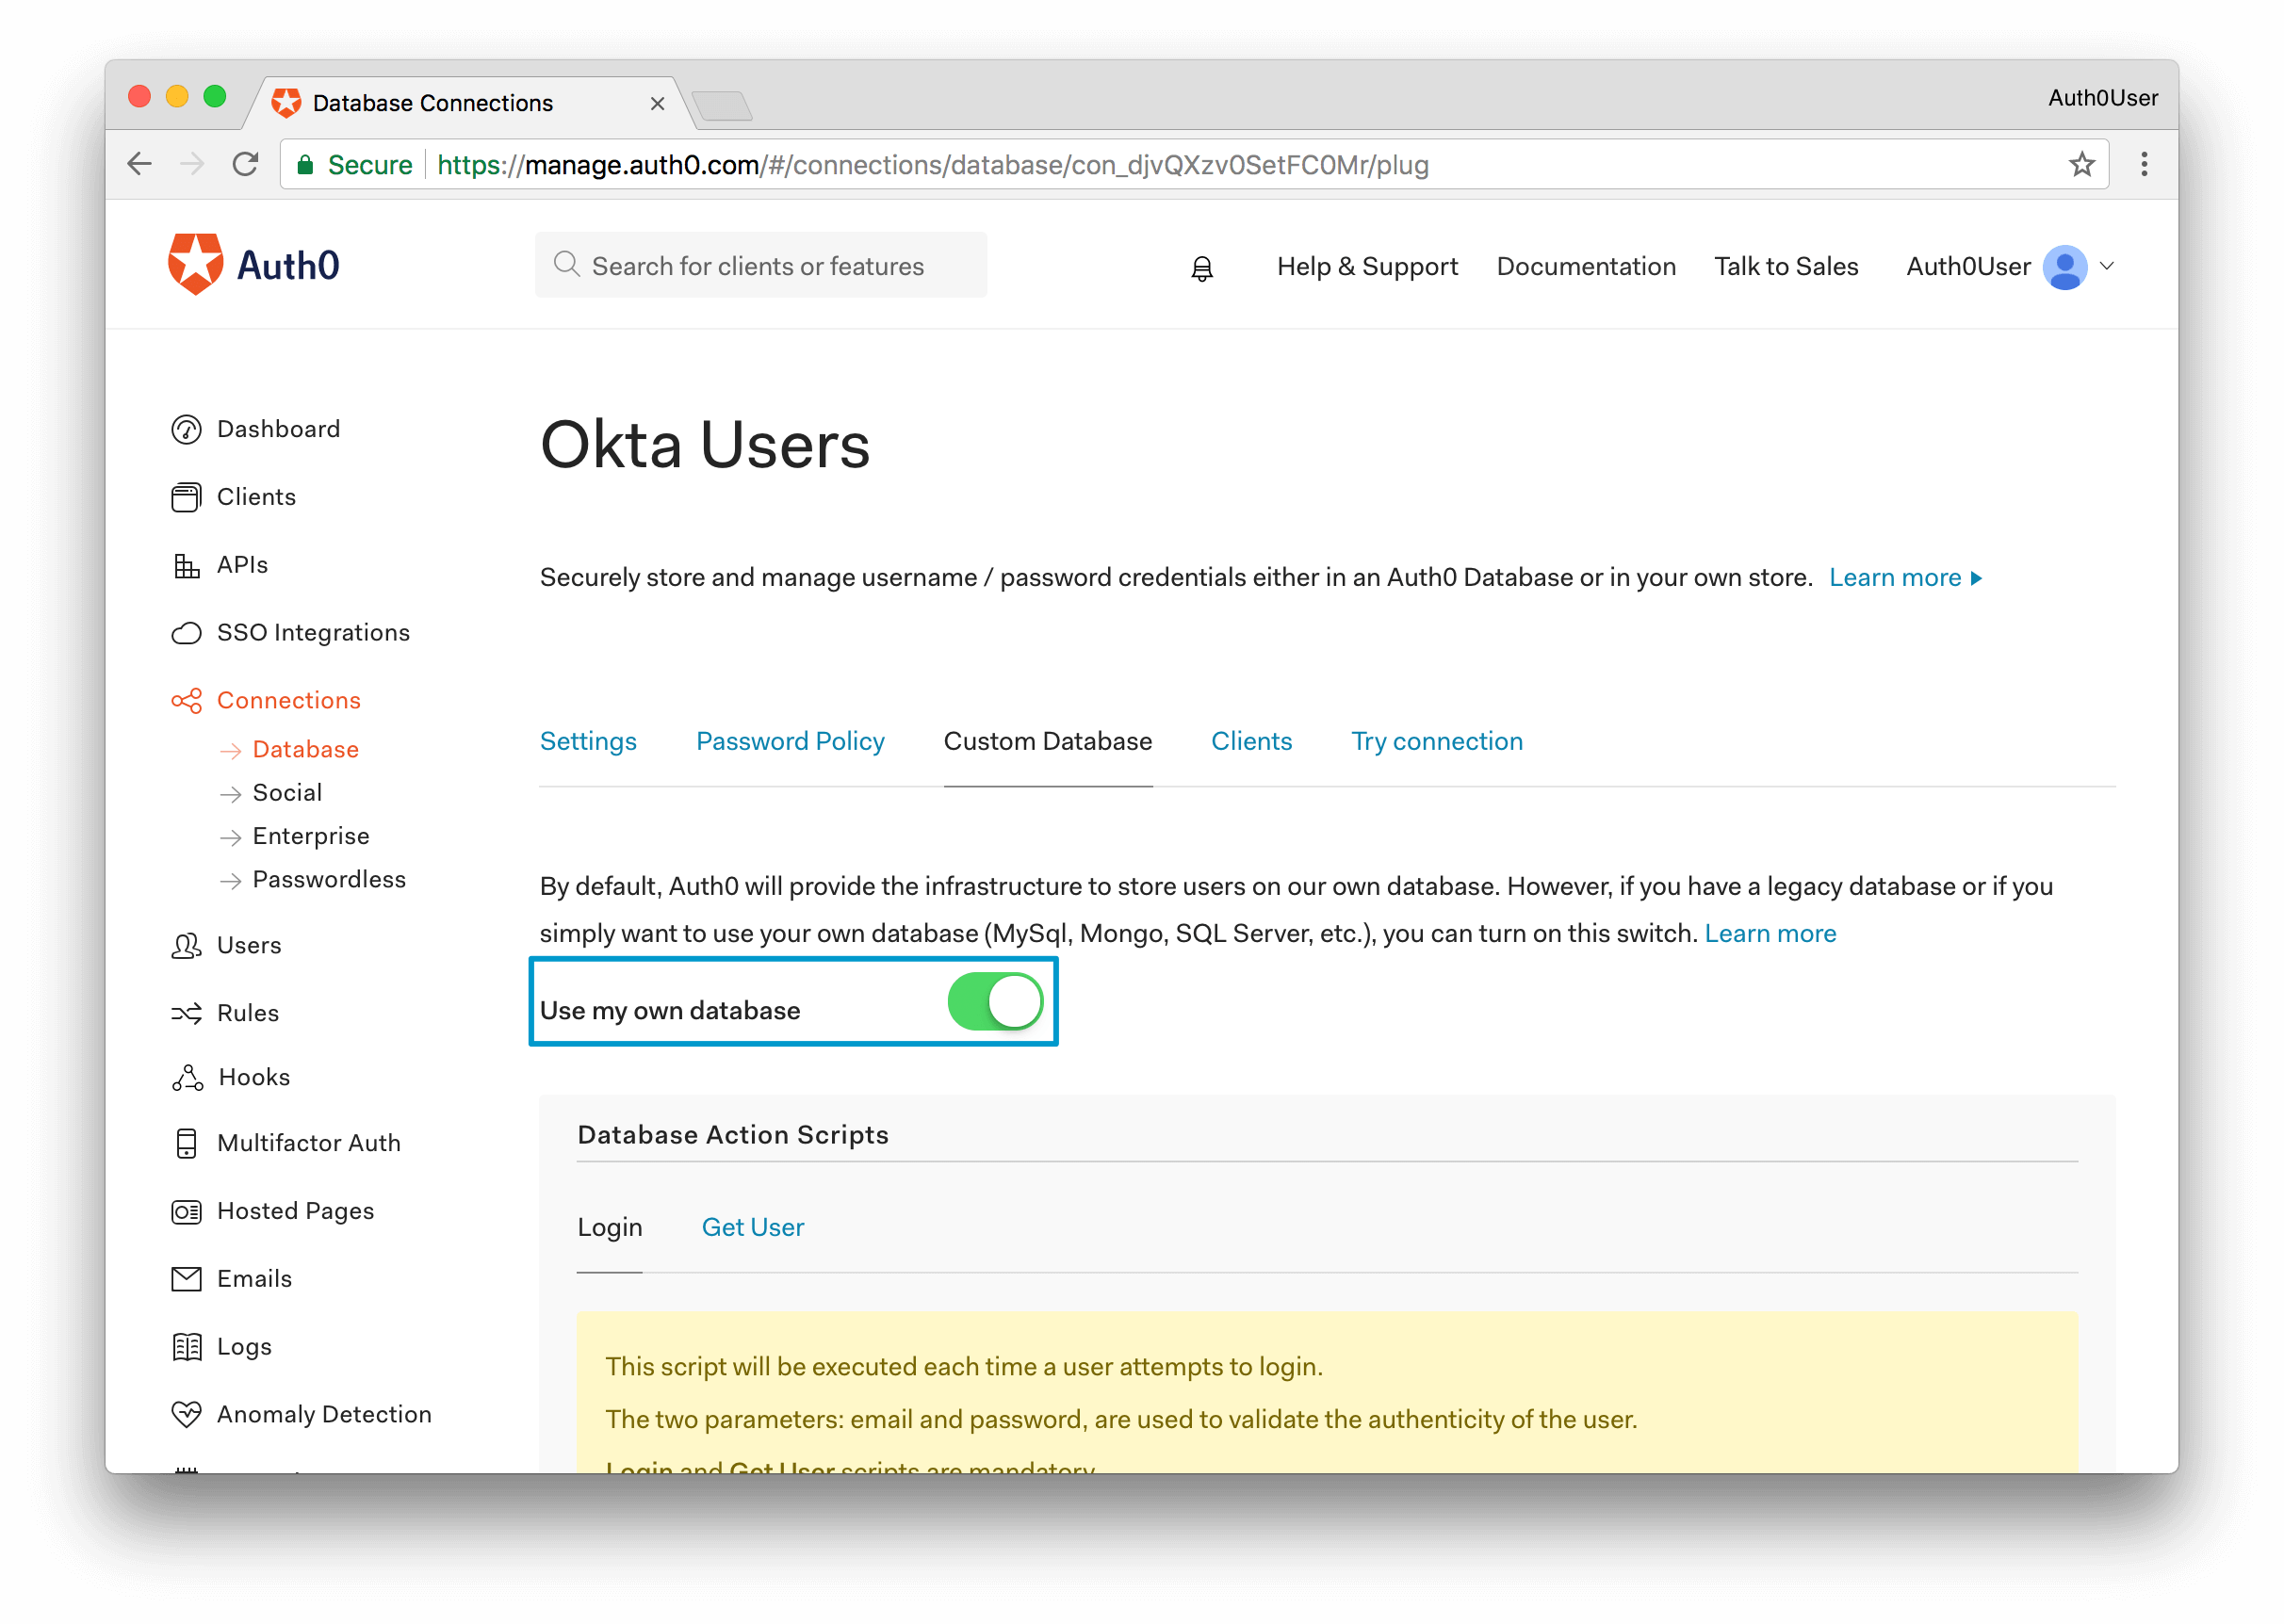 Database Connections
Auth0User
Secure https://manage.auth0.com/#/connections/database/con_djvQXzv0SetFC0Mr/plug
Auth0
Search for clients or features
Help & Support Documentation Talk to Sales Auth0User
Dashboard
Clients
APIs
SSO Integrations
Connections
Database
Social
Enterprise
Passwordless
Users
Rules
Hooks
Multifactor Auth
Hosted Pages
Emails
Logs
Anomaly Detection
Okta Users
Securely store and manage username / password credentials either in an Auth0 Database or in your own store. Learn more
Settings Password Policy Custom Database Clients Try connection
By default, Auth0 will provide the infrastructure to store users on our own database. However, if you have a legacy database or if you
simply want to use your own database (MySql, Mongo, SQL Server, etc.), you can turn on this switch. Learn more
Use my own database
Database Action Scripts
Login Get User
This script will be executed each time a user attempts to login.
The two parameters: email and password, are used to validate the authenticity of the user.
Login and Get User scripts are mandatory